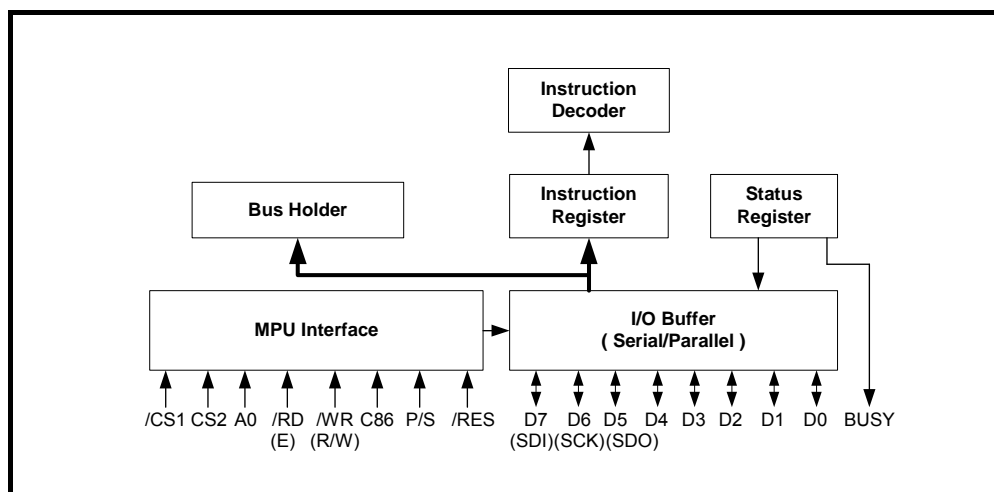 Instruction
Decoder
Bus Holder
Instruction
Register
Status
Register
MPU Interface
I/O Buffer
( Serial/Parallel )
/CS1 CS2 A0 /RD /WR C86 P/S /RES D7 D6 D5 D4 D3 D2 D1 D0 BUSY
(E) (R/W) (SDI)(SCK)(SDO)